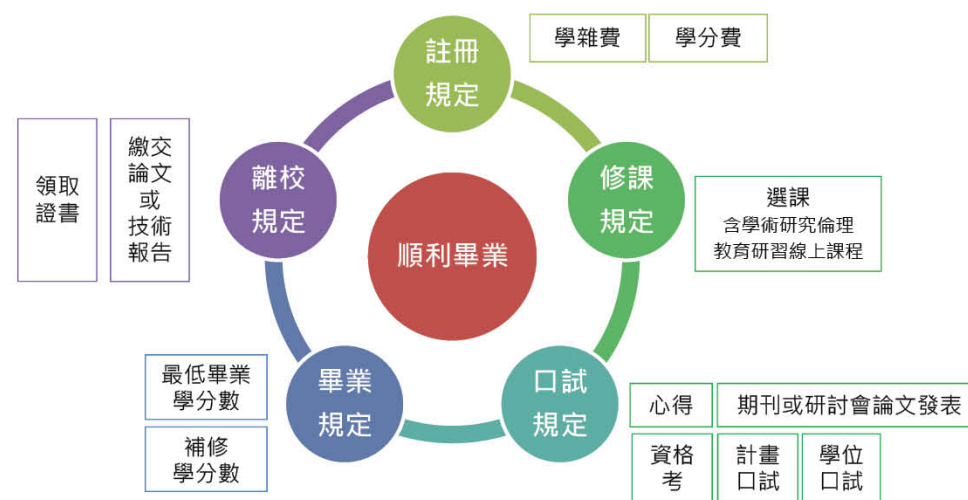 註冊
規定
學雜費
學分費
修課
規定
選課
含學術研究倫理
教育研習線上課程
口試
規定
心得
期刊或研討會論文發表
資格
考
計畫
口試
學位
口試
畢業
規定
最低畢業
學分數
補修
學分數
離校
規定
繳交
論文
或
技術
報告
領取
證書
順利畢業